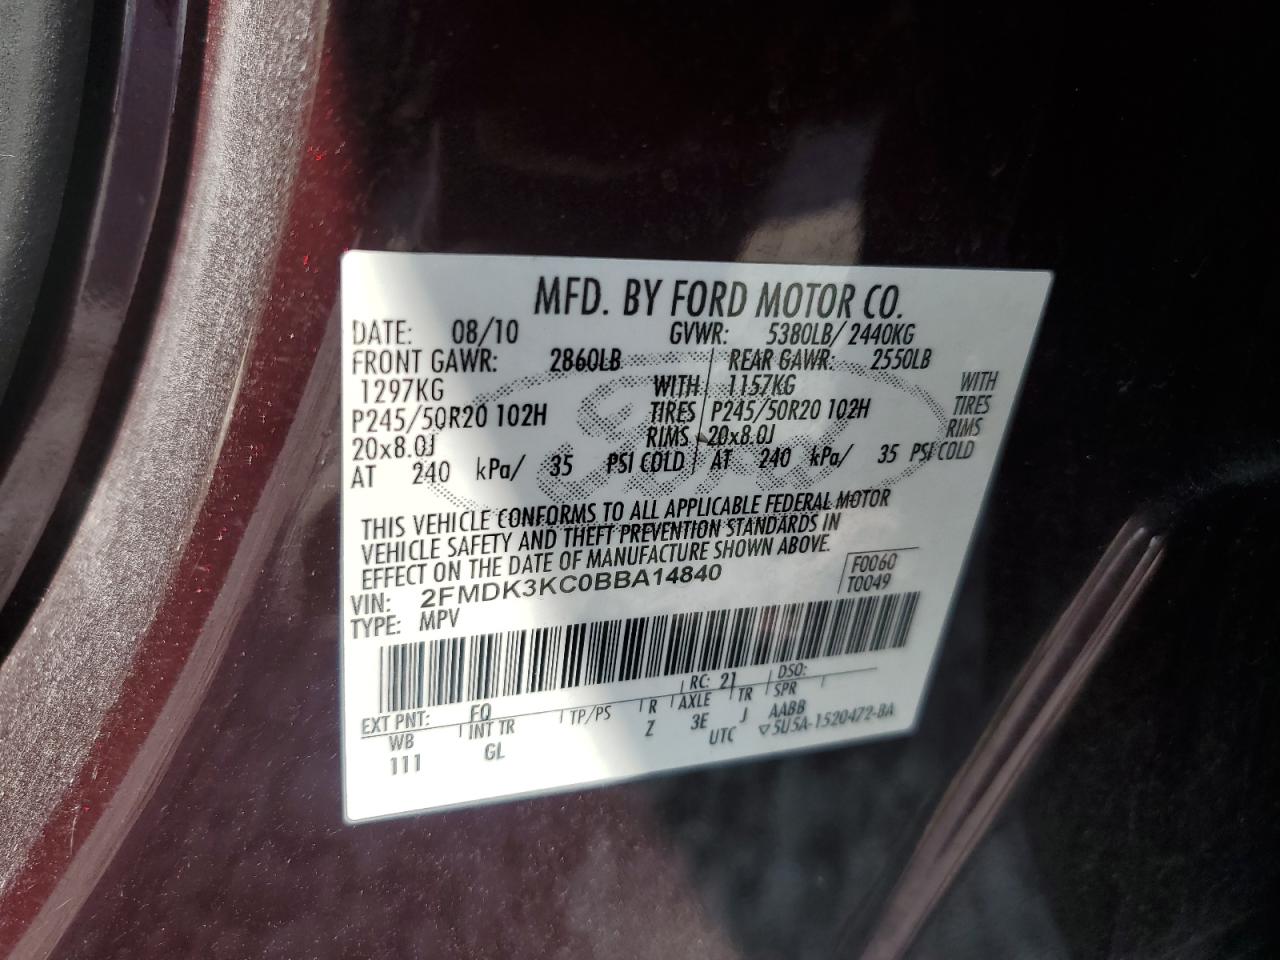 MFD. BY FORD MOTOR CO.
DATE: 08/10 GVWR: 5380LB/ 2440KG
FRONT GAWR: 2860LB REAR GAWR: 2550LB
1297KG WITH 1157KG WITH
P245/50R20 102H TIRES P245/50R20 102H TIRES
20x8.0J RIMS 20x8.0J RIMS
AT 240 kPa/ 35 PSI COLD AT 240 kPa/ 35 PSI COLD
THIS VEHICLE CONFORMS TO ALL APPLICABLE FEDERAL MOTOR
VEHICLE SAFETY AND THEFT PREVENTION STANDARDS IN
EFFECT ON THE DATE OF MANUFACTURE SHOWN ABOVE.
VIN: 2FMDK3KC0BBA14840 F0060
TYPE: MPV T0049
EXT PNT: FQ RC: 21 DSO:
WB INT TR TP/PS R AXLE TR SPR
111 GL Z 3E J AABB
UTC ▽5U5A-1520472-BA